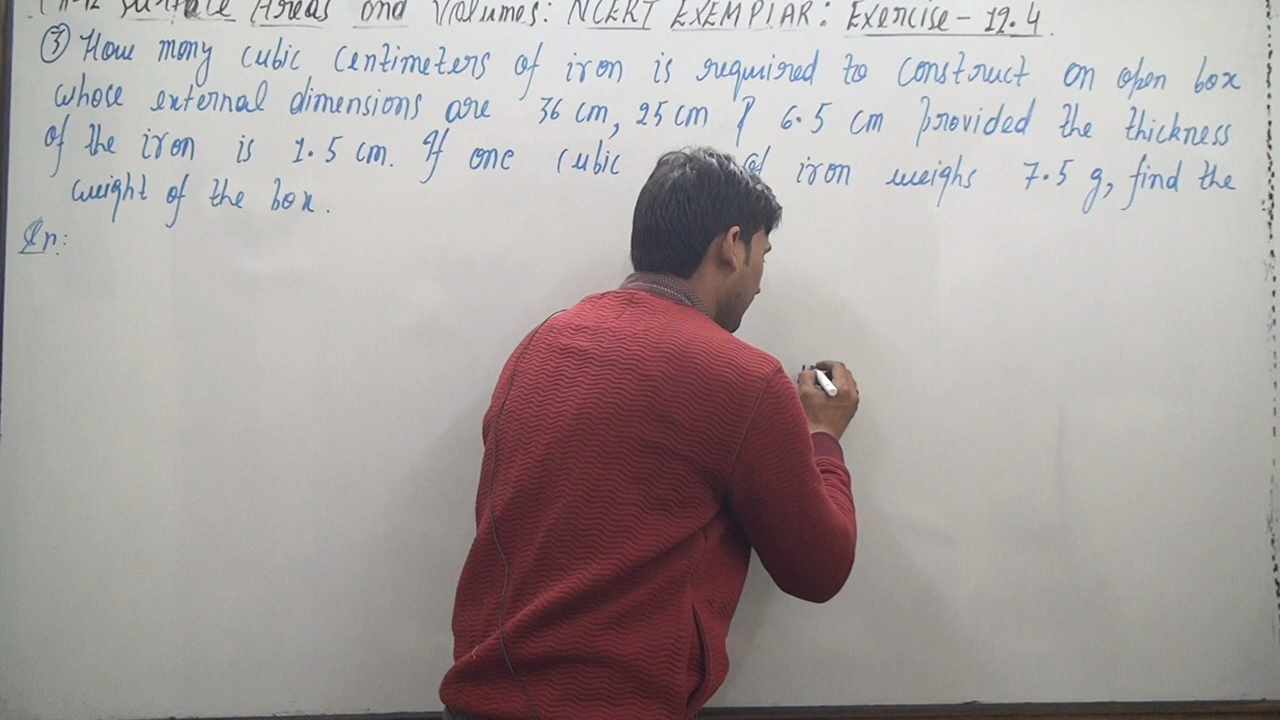 Surface Areas and Volumes: NCERT EXEMPLAR: Exercise - 12.4
③ How many cubic centimeters of iron is required to construct an open box
whose external dimensions are 36 cm, 25 cm & 6.5 cm provided the thickness
of the iron is 1.5 cm. If one cubic of iron weighs 7.5 g, find the
weight of the box.